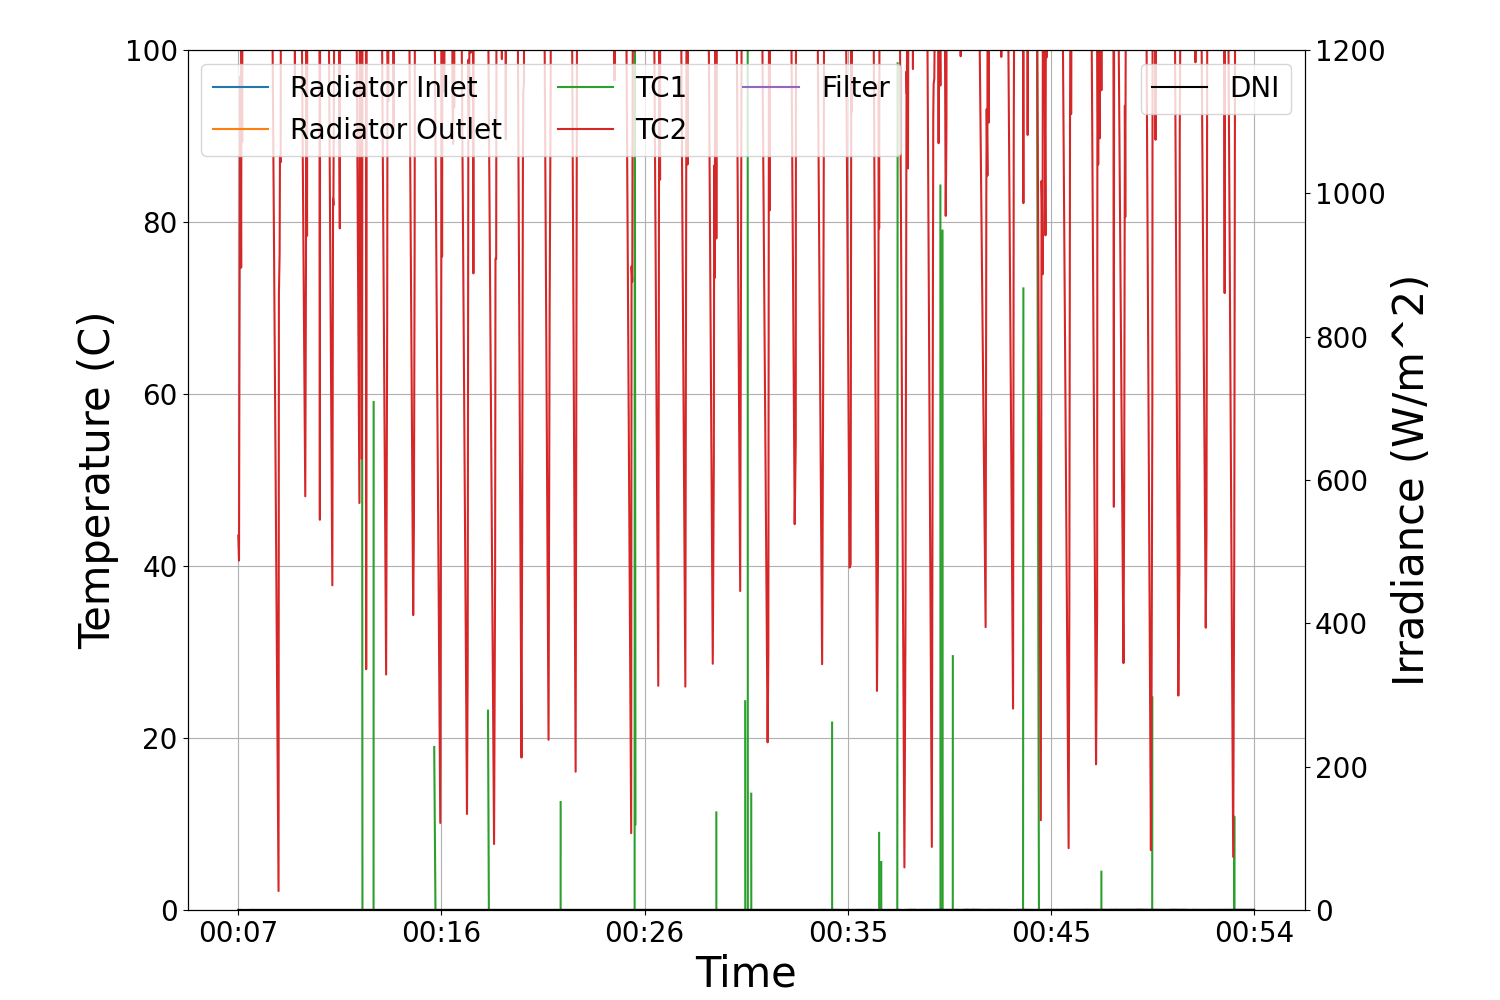 100
80
60
40
20
0
Temperature (C)
Radiator Inlet
Radiator Outlet
TC1
TC2
Filter
DNI
1200
1000
800
600
400
200
0
Irradiance (W/m^2)
00:07 00:16 00:26 00:35 00:45 00:54
Time